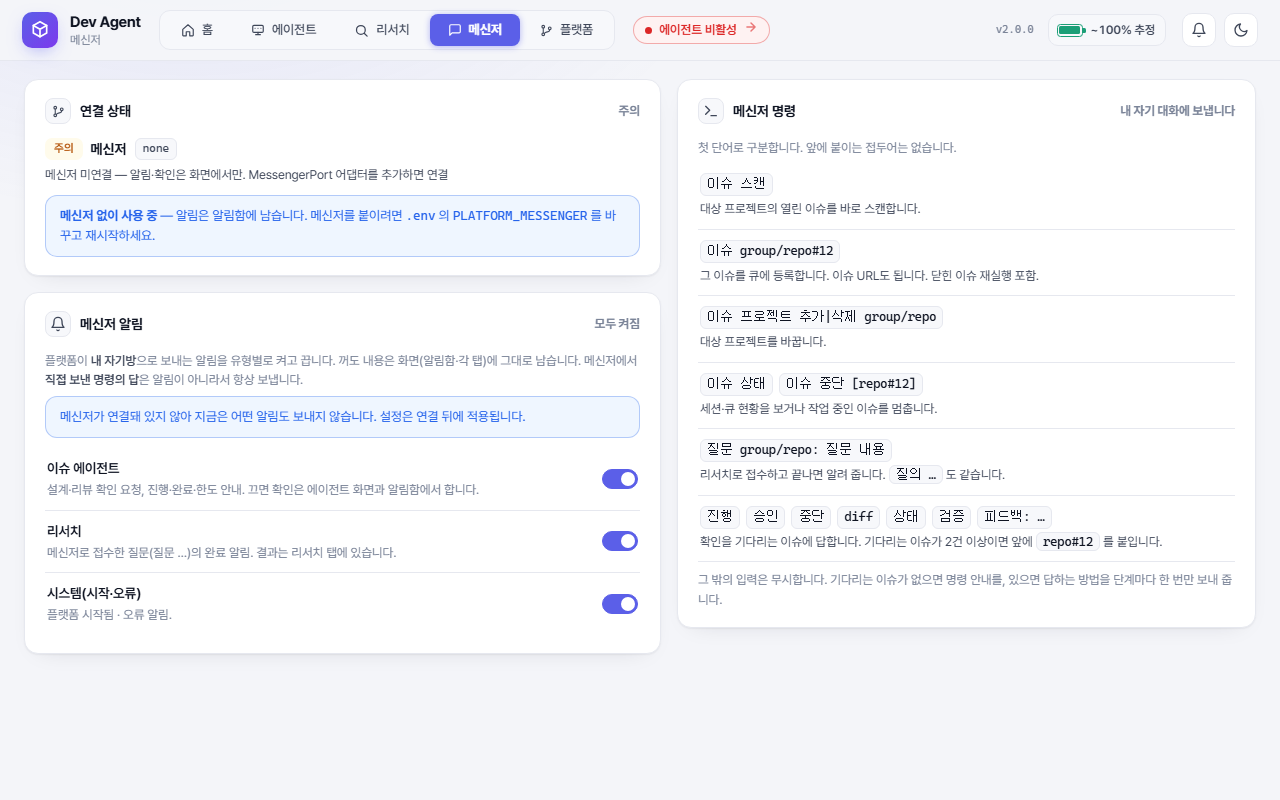 Dev Agent
메신저
홈
에이전트
리서치
메신저
플랫폼
에이전트 비활성
v2.0.0
~100% 추정
연결 상태
주의
주의 메신저 none
메신저 미연결 — 알림·확인은 화면에서만. MessengerPort 어댑터를 추가하면 연결
메신저 없이 사용 중 — 알림은 알림함에 남습니다. 메신저를 붙이려면 .env 의 PLATFORM_MESSENGER 를 바
꾸고 재시작하세요.
메신저 알림
모두 켜짐
플랫폼이 내 자기방으로 보내는 알림을 유형별로 켜고 끕니다. 꺼도 내용은 화면(알림함·각 탭)에 그대로 남습니다. 메신저에서
직접 보낸 명령의 답은 알림이 아니라서 항상 보냅니다.
메신저가 연결돼 있지 않아 지금은 어떤 알림도 보내지 않습니다. 설정은 연결 뒤에 적용됩니다.
이슈 에이전트
설계·리뷰 확인 요청, 진행·완료·한도 안내. 끄면 확인은 에이전트 화면과 알림함에서 합니다.
리서치
메신저로 접수한 질문(질문 …)의 완료 알림. 결과는 리서치 탭에 있습니다.
시스템(시작·오류)
플랫폼 시작됨 · 오류 알림.
메신저 명령
내 자기 대화에 보냅니다
첫 단어로 구분합니다. 앞에 붙이는 접두어는 없습니다.
이슈 스캔
대상 프로젝트의 열린 이슈를 바로 스캔합니다.
이슈 group/repo#12
그 이슈를 큐에 등록합니다. 이슈 URL도 됩니다. 닫힌 이슈 재실행 포함.
이슈 프로젝트 추가|삭제 group/repo
대상 프로젝트를 바꿉니다.
이슈 상태 이슈 중단 [repo#12]
세션·큐 현황을 보거나 작업 중인 이슈를 멈춥니다.
질문 group/repo: 질문 내용
리서치로 접수하고 끝나면 알려 줍니다. 질의 … 도 같습니다.
진행 승인 중단 diff 상태 검증 피드백: …
확인을 기다리는 이슈에 답합니다. 기다리는 이슈가 2건 이상이면 앞에 repo#12 를 붙입니다.
그 밖의 입력은 무시합니다. 기다리는 이슈가 없으면 명령 안내를, 있으면 답하는 방법을 단계마다 한 번만 보내 줍
니다.